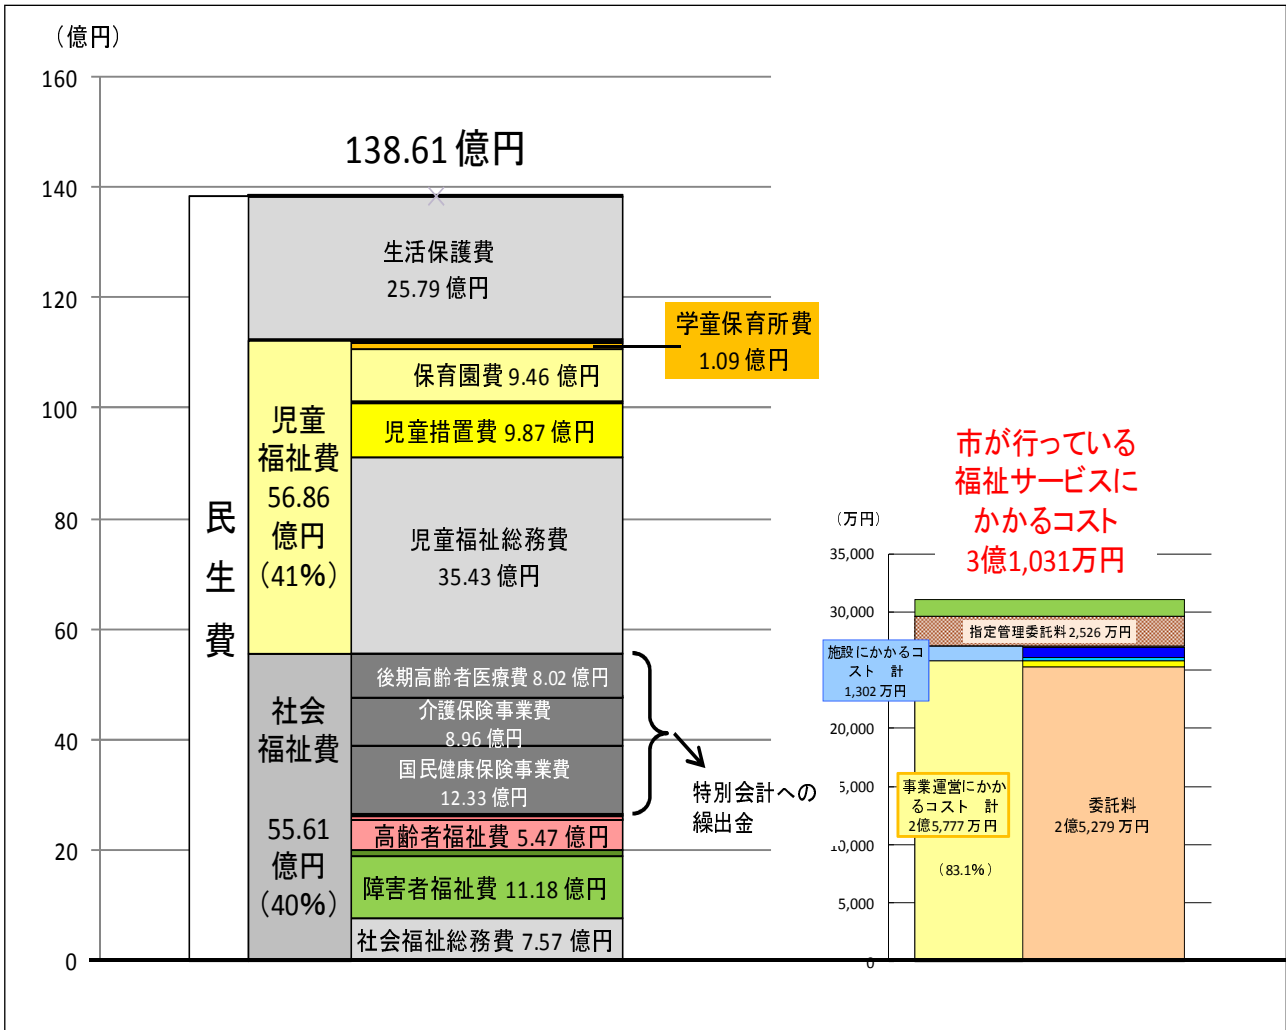 （億円）
160
140
120
100
80
60
40
20
0
138.61 億円
民
生
費
生活保護費
25.79 億円
学童保育所費
1.09 億円
児童
福祉費
56.86
億円
（41%）
保育園費 9.46 億円
児童措置費 9.87 億円
児童福祉総務費
35.43 億円
社会
福祉費
55.61
億円
（40%）
後期高齢者医療費 8.02 億円
介護保険事業費
8.96 億円
国民健康保険事業費
12.33 億円
高齢者福祉費 5.47 億円
障害者福祉費 11.18 億円
社会福祉総務費 7.57 億円
特別会計への
繰出金
市が行っている
福祉サービスに
かかるコスト
3億1,031万円
（万円）
35,000
30,000
20,000
5,000
10,000
5,000
0
指定管理委託料 2,526 万円
施設にかかるコ
スト　計
1,302 万円
事業運営にかか
るコスト　計
2億5,777万円
（83.1%）
委託料
2億5,279 万円